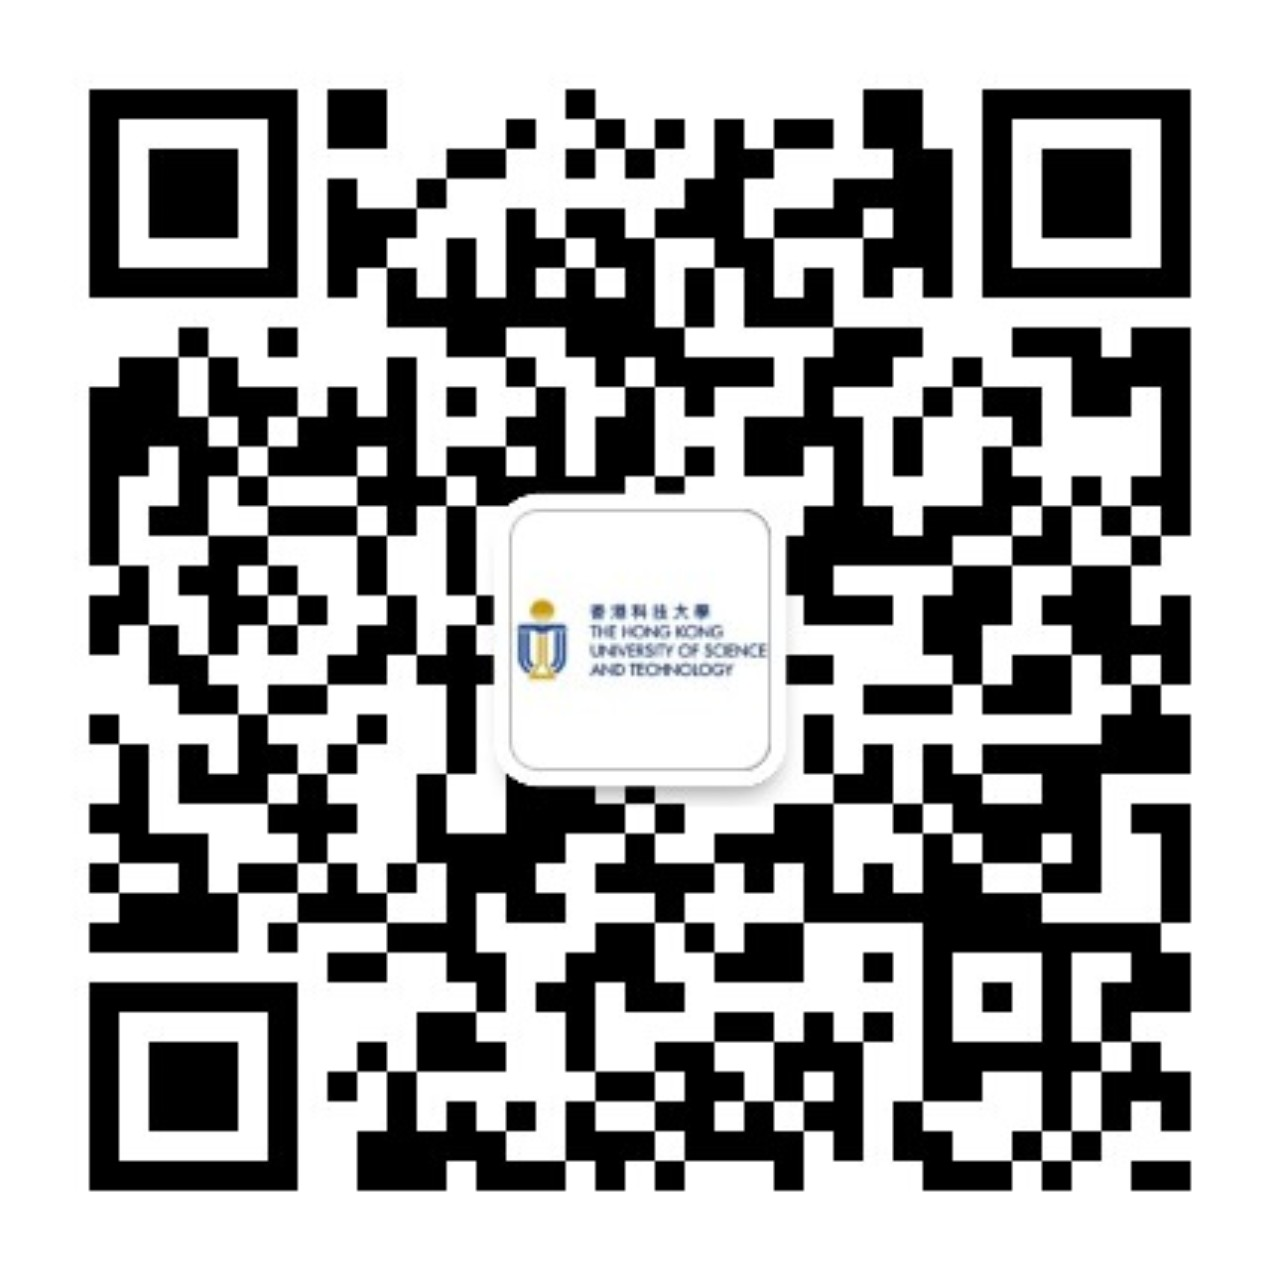 香港科技大學
THE HONG KONG
UNIVERSITY OF SCIENCE
AND TECHNOLOGY